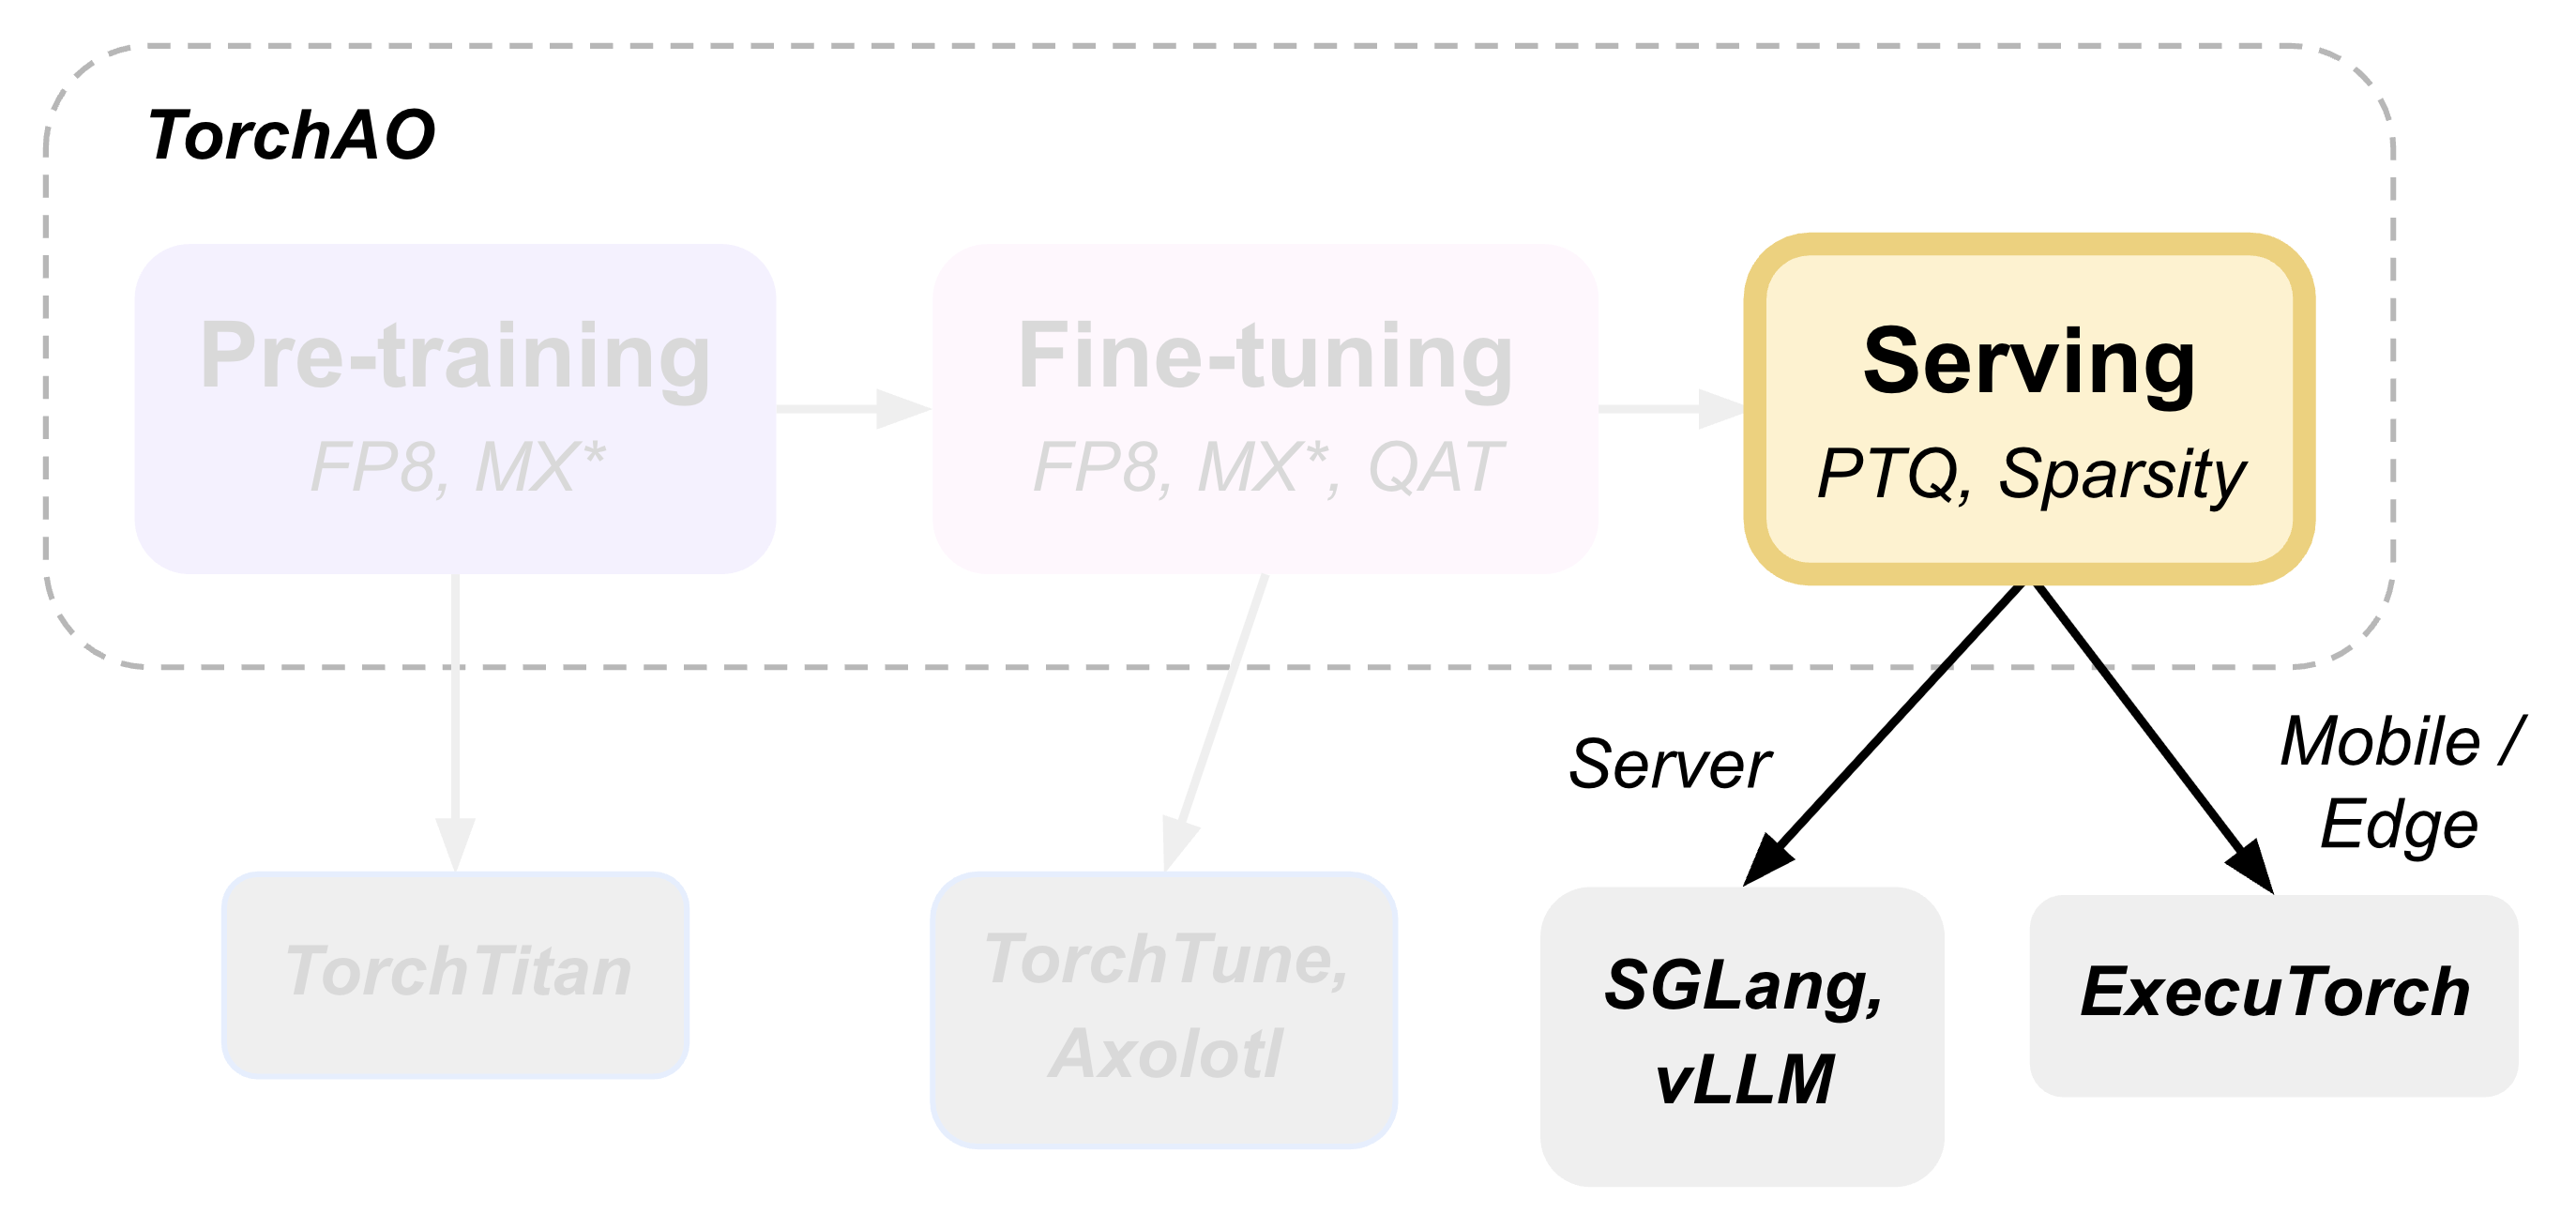 TorchAO
Pre-training
FP8, MX*
Fine-tuning
FP8, MX*, QAT
Serving
PTQ, Sparsity
Server
Mobile /
Edge
TorchTitan
TorchTune,
Axolotl
SGLang,
vLLM
ExecuTorch